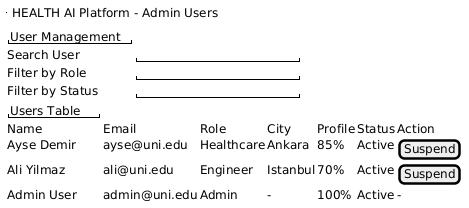 HEALTH AI Platform - Admin Users
User Management
Search User
Filter by Role
Filter by Status
Users Table
Name Email Role City Profile Status Action
Ayse Demir ayse@uni.edu Healthcare Ankara 85% Active Suspend
Ali Yilmaz ali@uni.edu Engineer Istanbul 70% Active Suspend
Admin User admin@uni.edu Admin - 100% Active -